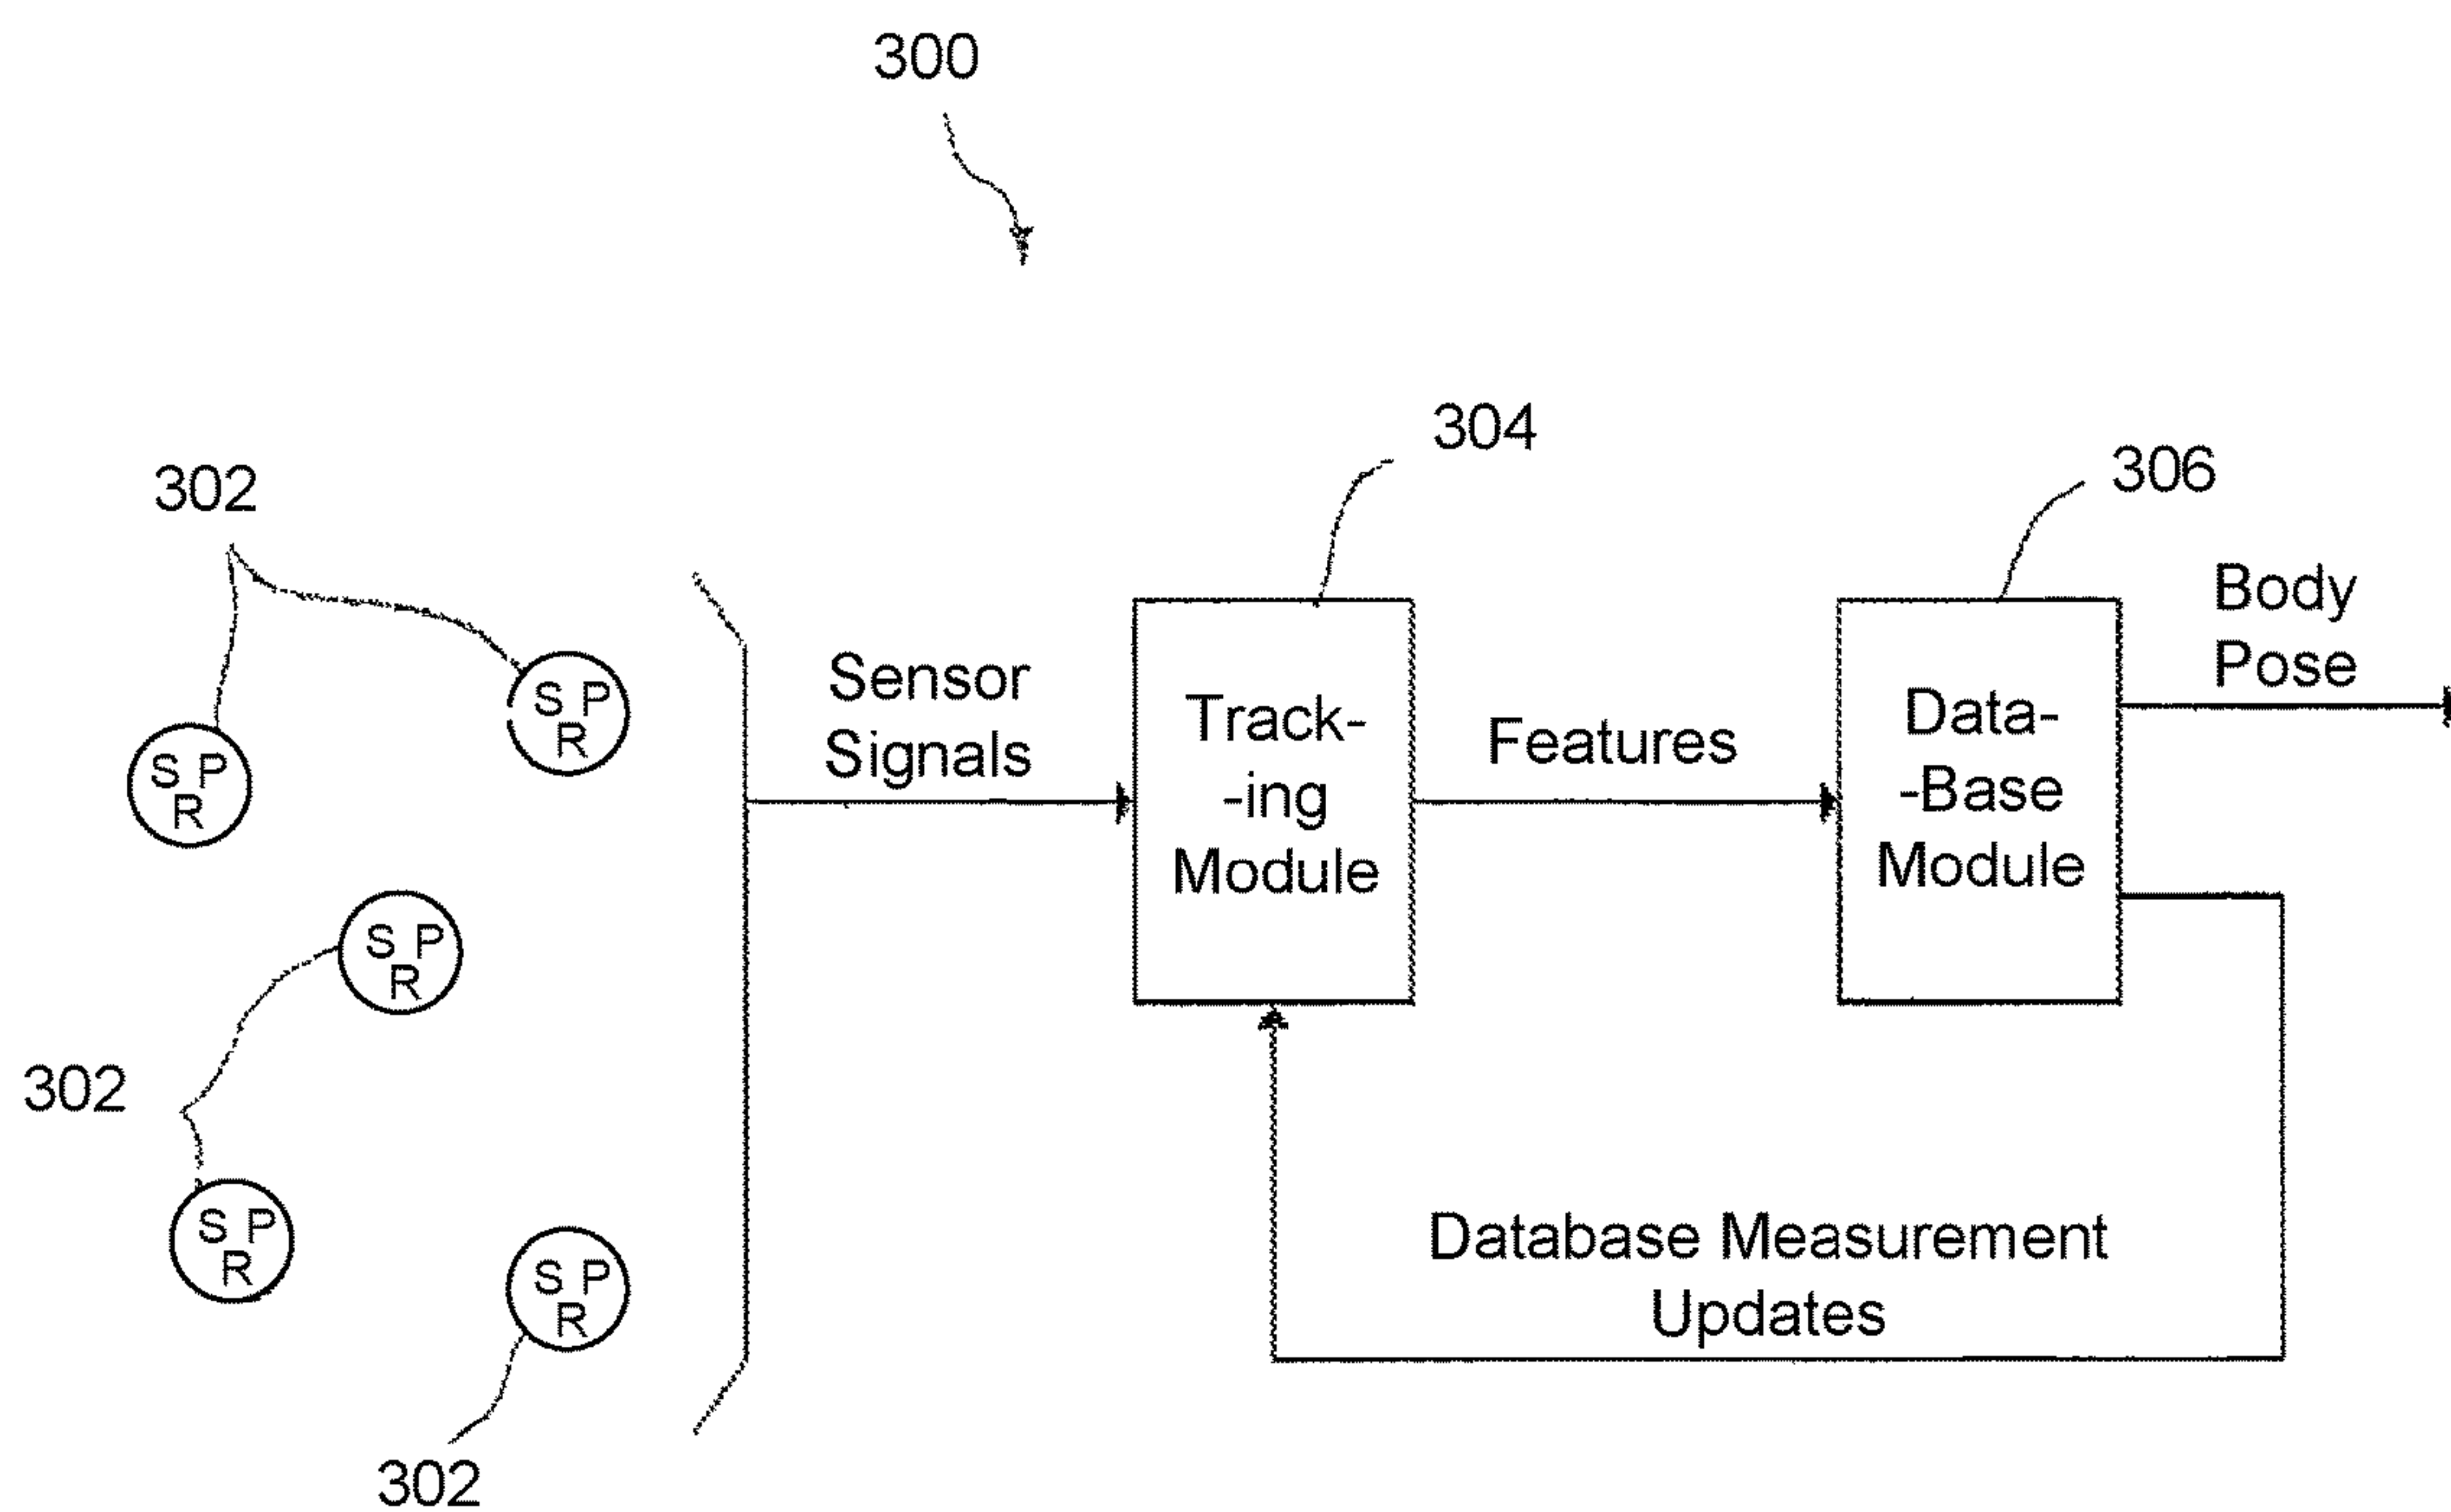 300
304
306
302
Body
Pose
Sensor
Signals
Track-
-ing
Module
Features
Data-
-Base
Module
S P
R
S P
R
S P
R
302
S P
R
S P
R
Database Measurement
Updates
302